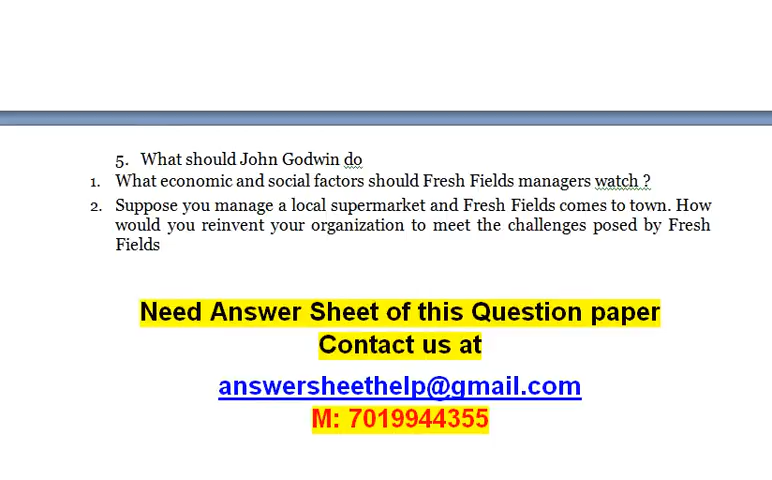 5. What should John Godwin do
1. What economic and social factors should Fresh Fields managers watch ?
2. Suppose you manage a local supermarket and Fresh Fields comes to town. How
would you reinvent your organization to meet the challenges posed by Fresh
Fields
Need Answer Sheet of this Question paper
Contact us at
answersheethelp@gmail.com
M: 7019944355